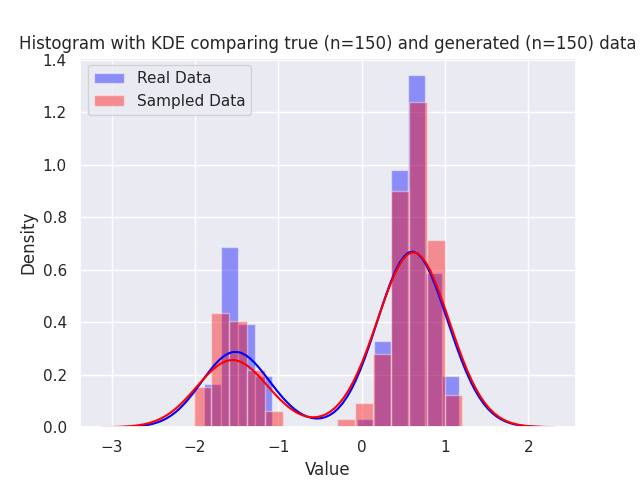 Histogram with KDE comparing true (n=150) and generated (n=150) data
Real Data
Sampled Data
1.4
1.2
1.0
0.8
0.6
0.4
0.2
0.0
Density
−3
−2
−1
0
1
2
Value